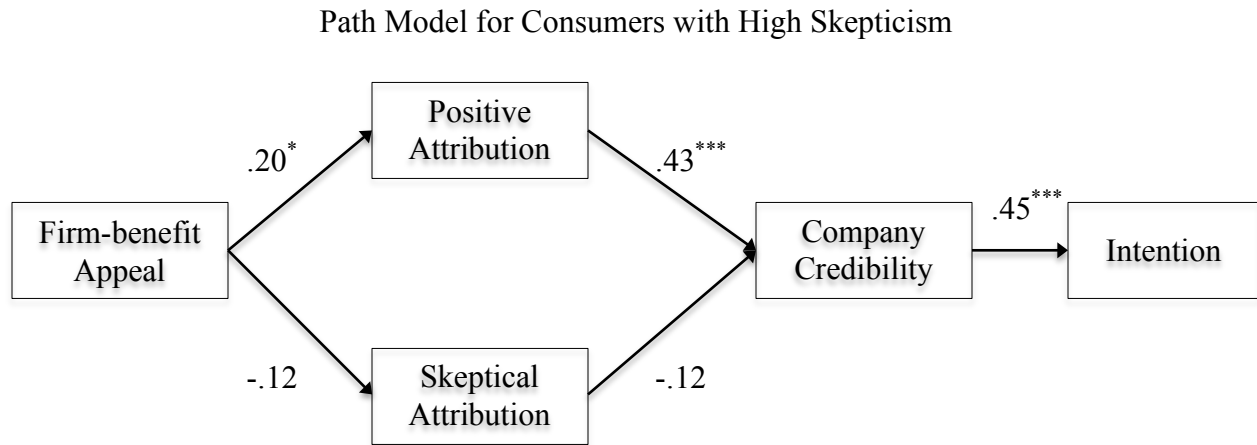 Path Model for Consumers with High Skepticism
Positive
Attribution
.20*
.43***
.45***
Firm-benefit
Appeal
Company
Credibility
Intention
-.12
Skeptical
Attribution
-.12